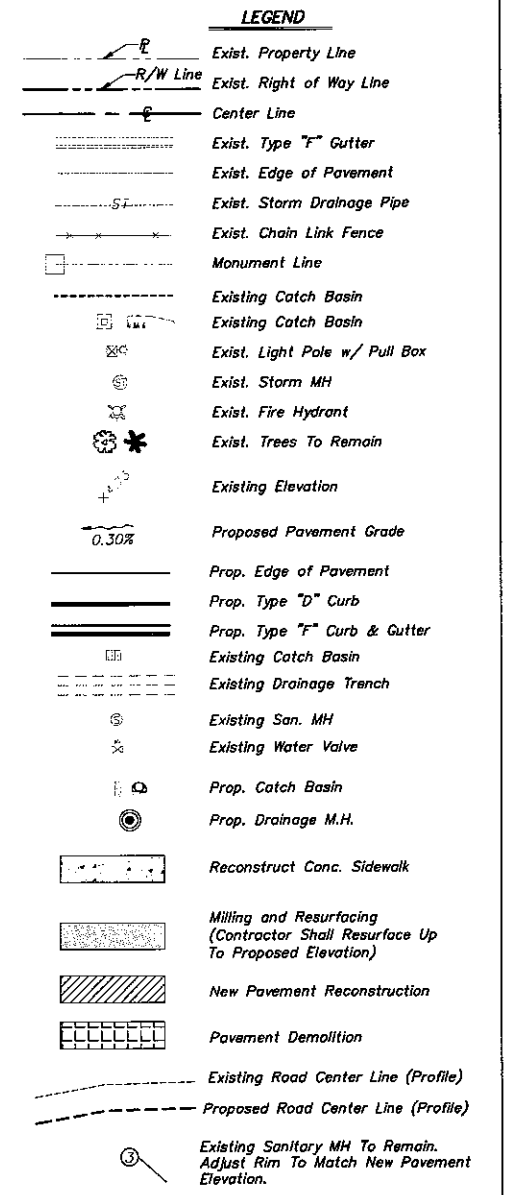 LEGEND
PL
Exist. Property Line
R/W Line
Exist. Right of Way Line
CL
Center Line
Exist. Type "F" Gutter
Exist. Edge of Pavement
ST
Exist. Storm Drainage Pipe
Exist. Chain Link Fence
Monument Line
Existing Catch Basin
Existing Catch Basin
Exist. Light Pole w/ Pull Box
ST
Exist. Storm MH
Exist. Fire Hydrant
Exist. Trees To Remain
Existing Elevation
0.30%
Proposed Pavement Grade
Prop. Edge of Pavement
Prop. Type "D" Curb
Prop. Type "F" Curb & Gutter
Existing Catch Basin
Existing Drainage Trench
S
Existing San. MH
Existing Water Valve
Prop. Catch Basin
Prop. Drainage M.H.
Reconstruct Conc. Sidewalk
Milling and Resurfacing
(Contractor Shall Resurface Up
To Proposed Elevation)
New Pavement Reconstruction
Pavement Demolition
Existing Road Center Line (Profile)
Proposed Road Center Line (Profile)
3
Existing Sanitary MH To Remain.
Adjust Rim To Match New Pavement
Elevation.